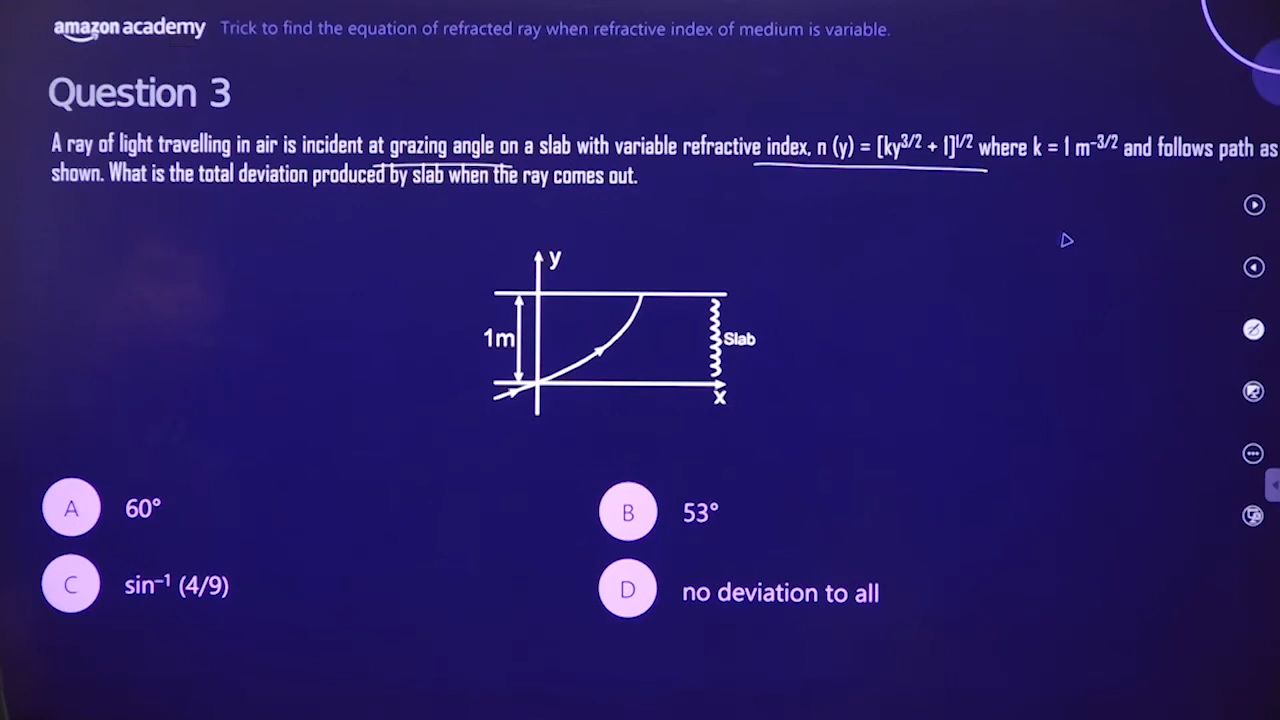 amazon academy Trick to find the equation of refracted ray when refractive index of medium is variable.
Question 3
A ray of light travelling in air is incident at grazing angle on a slab with variable refractive index, n (y) = [ky³/² + 1]¹/² where k = 1 m⁻³/² and follows path as
shown. What is the total deviation produced by slab when the ray comes out.
y
1m
Slab
x
A 60°
B 53°
C sin⁻¹ (4/9)
D no deviation to all